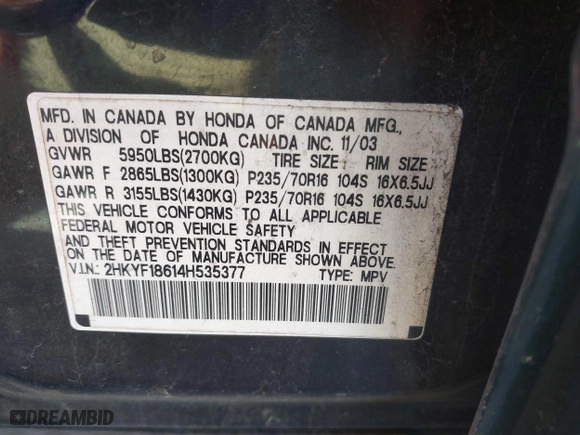 MFD. IN CANADA BY HONDA OF CANADA MFG.,
A DIVISION OF HONDA CANADA INC. 11/03
GVWR 5950LBS(2700KG) TIRE SIZE RIM SIZE
GAWR F 2865LBS(1300KG) P235/70R16 104S 16X6.5JJ
GAWR R 3155LBS(1430KG) P235/70R16 104S 16X6.5JJ
THIS VEHICLE CONFORMS TO ALL APPLICABLE
FEDERAL MOTOR VEHICLE SAFETY
AND THEFT PREVENTION STANDARDS IN EFFECT
ON THE DATE OF MANUFACTURE SHOWN ABOVE.
V.I.N.: 2HKYF18614H535377 TYPE: MPV
DREAMBID